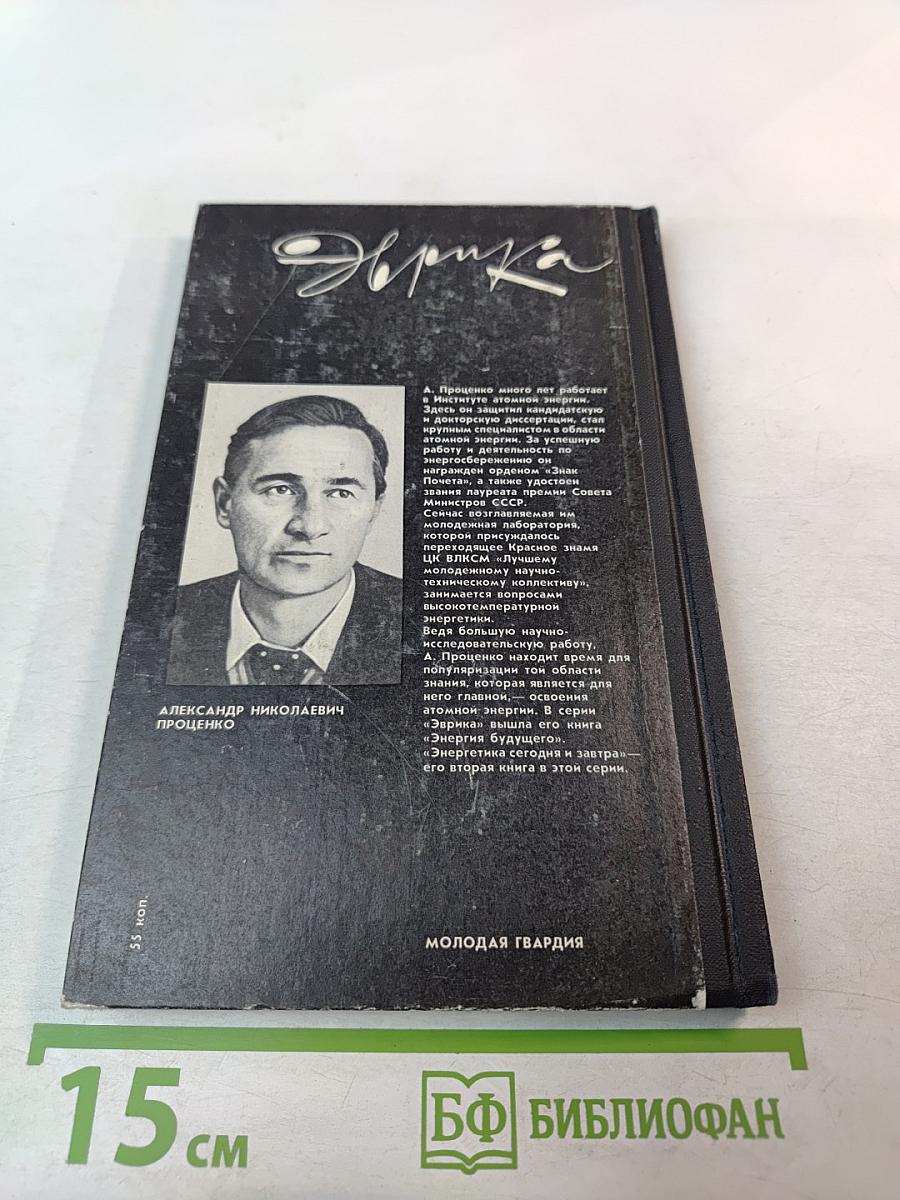 Эврика
А. Проценко много лет работает
в Институте атомной энергии.
Здесь он защитил кандидатскую
и докторскую диссертации, стал
крупным специалистом в области
атомной энергии. За успешную
работу и деятельность по
энергосбережению он
награжден орденом «Знак
Почета», а также удостоен
звания лауреата премии Совета
Министров СССР.
Сейчас возглавляемая им
молодежная лаборатория,
которой присуждалось
переходящее Красное знамя
ЦК ВЛКСМ «Лучшему
молодежному научно-
техническому коллективу»,
занимается вопросами
высокотемпературной
энергетики.
Ведя большую научно-
исследовательскую работу,
А. Проценко находит время для
популяризации той области
знания, которая является для
него главной,— освоения
атомной энергии. В серии
«Эврика» вышла его книга
«Энергия будущего».
«Энергетика сегодня и завтра»—
его вторая книга в этой серии.
АЛЕКСАНДР НИКОЛАЕВИЧ
ПРОЦЕНКО
55 коп.
МОЛОДАЯ ГВАРДИЯ
15 см
БФ БИБЛИОФАН